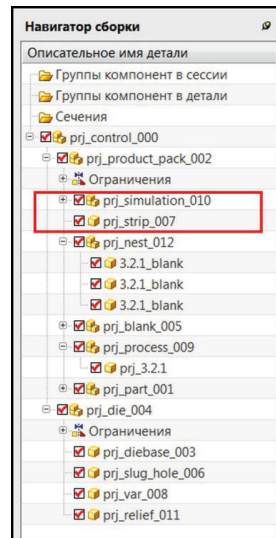 Навигатор сборки
Описательное имя детали
Группы компонент в сессии
Группы компонент в детали
Сечения
prj_control_000
prj_product_pack_002
Ограничения
prj_simulation_010
prj_strip_007
prj_nest_012
3.2.1_blank
3.2.1_blank
3.2.1_blank
prj_blank_005
prj_process_009
prj_3.2.1
prj_part_001
prj_die_004
Ограничения
prj_diebase_003
prj_slug_hole_006
prj_var_008
prj_relief_011